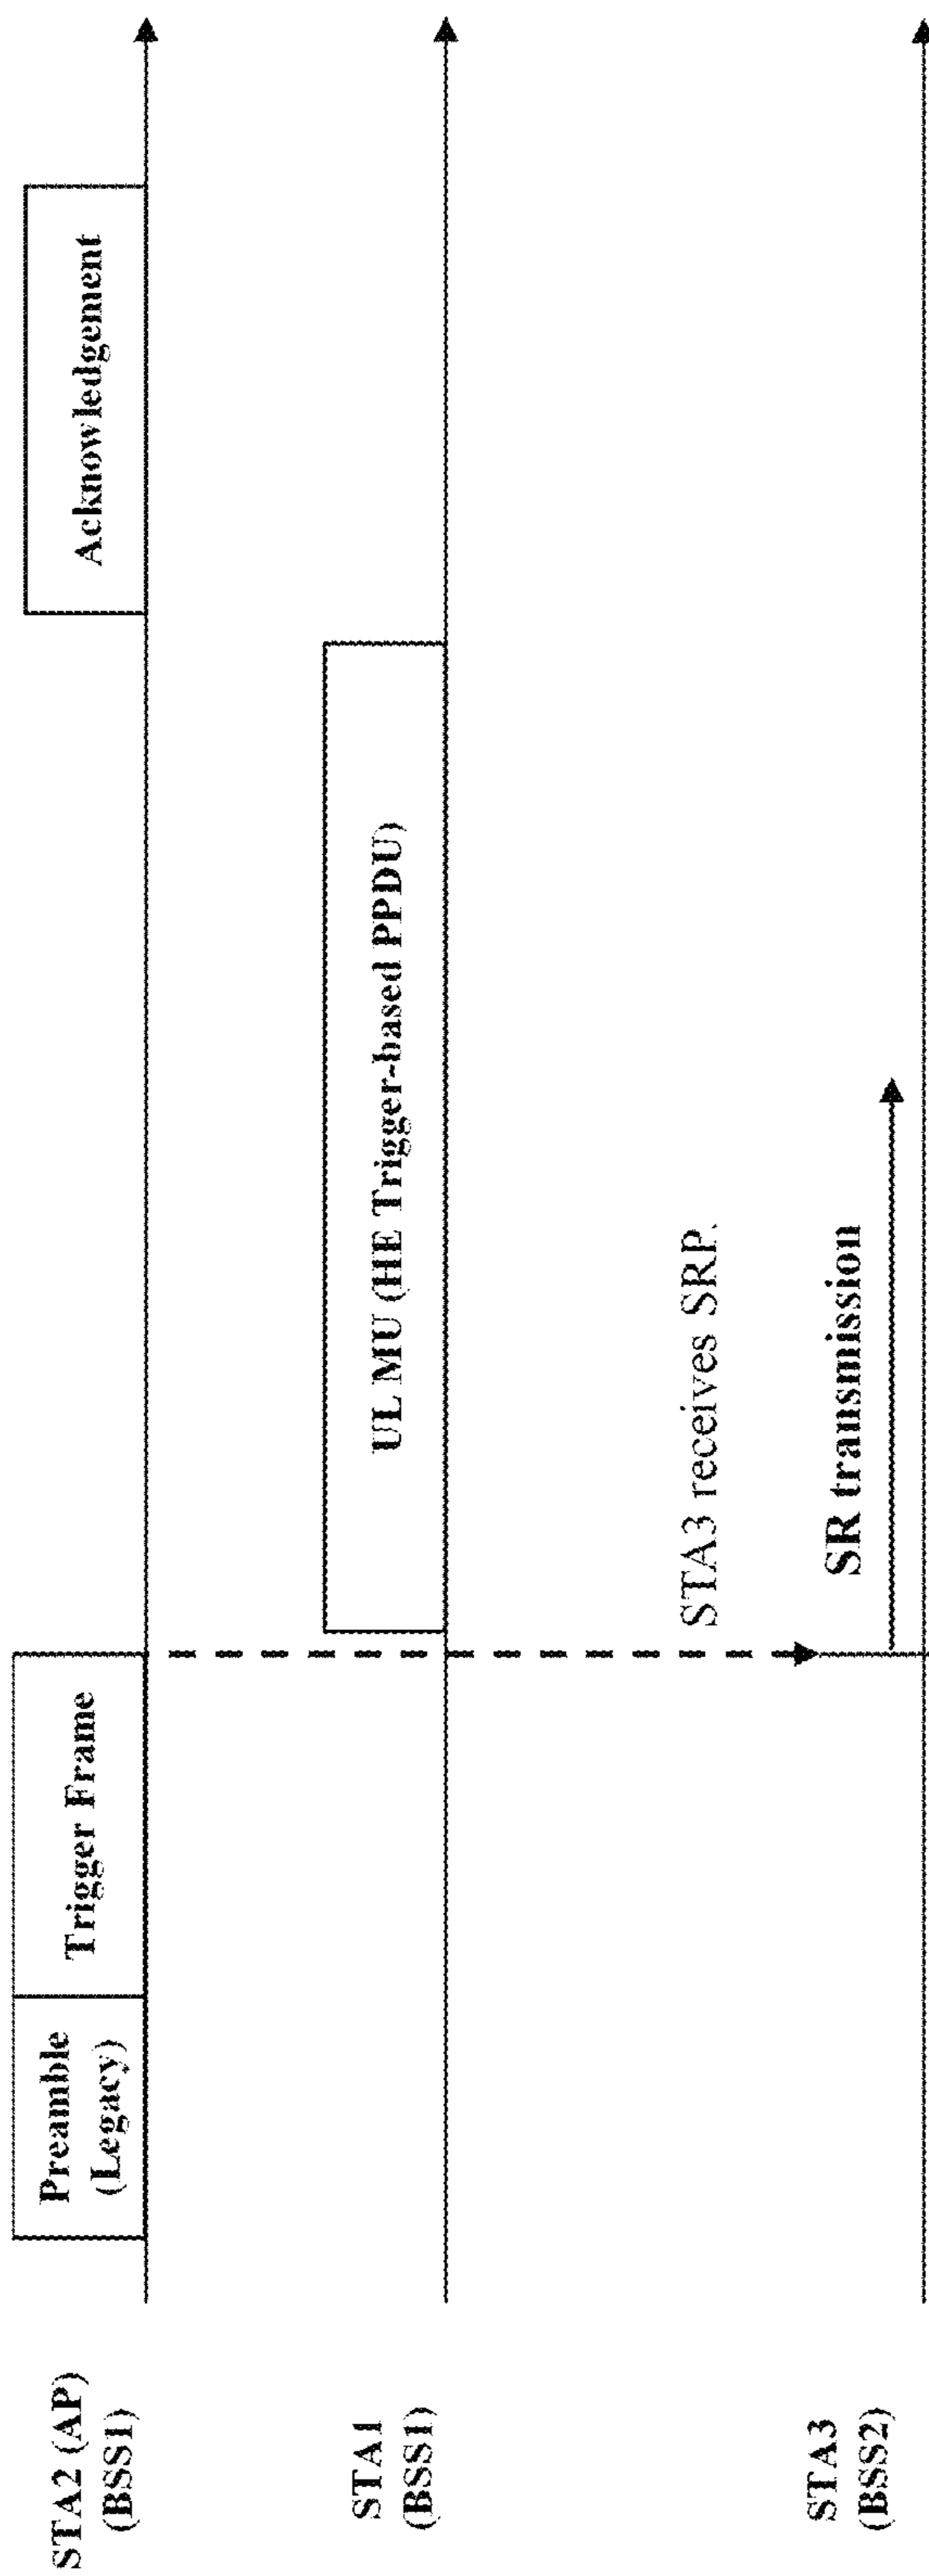 STA2 (AP)
(BSS1)
Preamble
(Legacy)
Trigger Frame
Acknowledgement
STA1
(BSS1)
UL MU (HE Trigger-based PPDU)
STA3 receives SRP.
SR transmission
STA3
(BSS2)